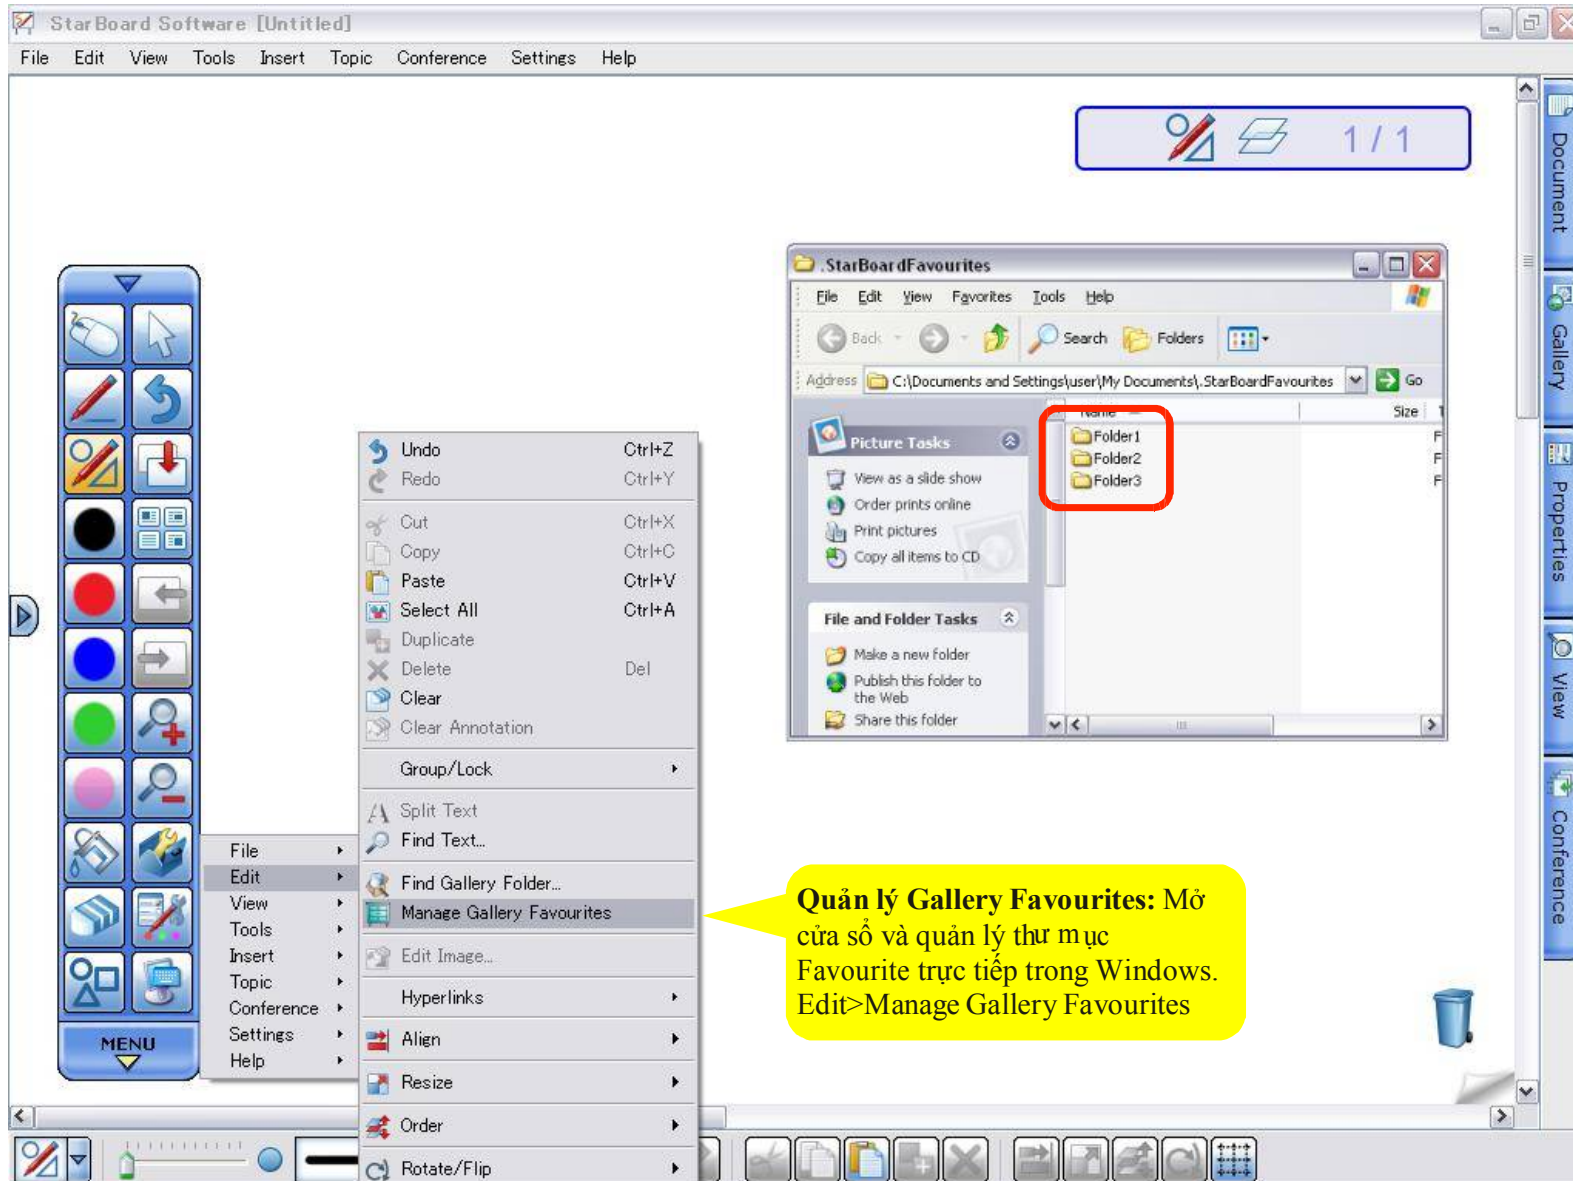 StarBoard Software [Untitled]
File Edit View Tools Insert Topic Conference Settings Help
1 / 1
Document
Gallery
Properties
View
Conference
.StarBoardFavourites
File Edit View Favorites Tools Help
Back Search Folders
Address C:\Documents and Settings\user\My Documents\.StarBoardFavourites Go
Name Size
Picture Tasks
View as a slide show
Order prints online
Print pictures
Copy all items to CD
File and Folder Tasks
Make a new folder
Publish this folder to
the Web
Share this folder
Folder1 F
Folder2 F
Folder3 F
MENU
File
Edit
View
Tools
Insert
Topic
Conference
Settings
Help
Undo Ctrl+Z
Redo Ctrl+Y
Cut Ctrl+X
Copy Ctrl+C
Paste Ctrl+V
Select All Ctrl+A
Duplicate
Delete Del
Clear
Clear Annotation
Group/Lock
Split Text
Find Text...
Find Gallery Folder...
Manage Gallery Favourites
Edit Image...
Hyperlinks
Align
Resize
Order
Rotate/Flip
Quản lý Gallery Favourites: Mở
cửa sổ và quản lý thư mục
Favourite trực tiếp trong Windows.
Edit>Manage Gallery Favourites